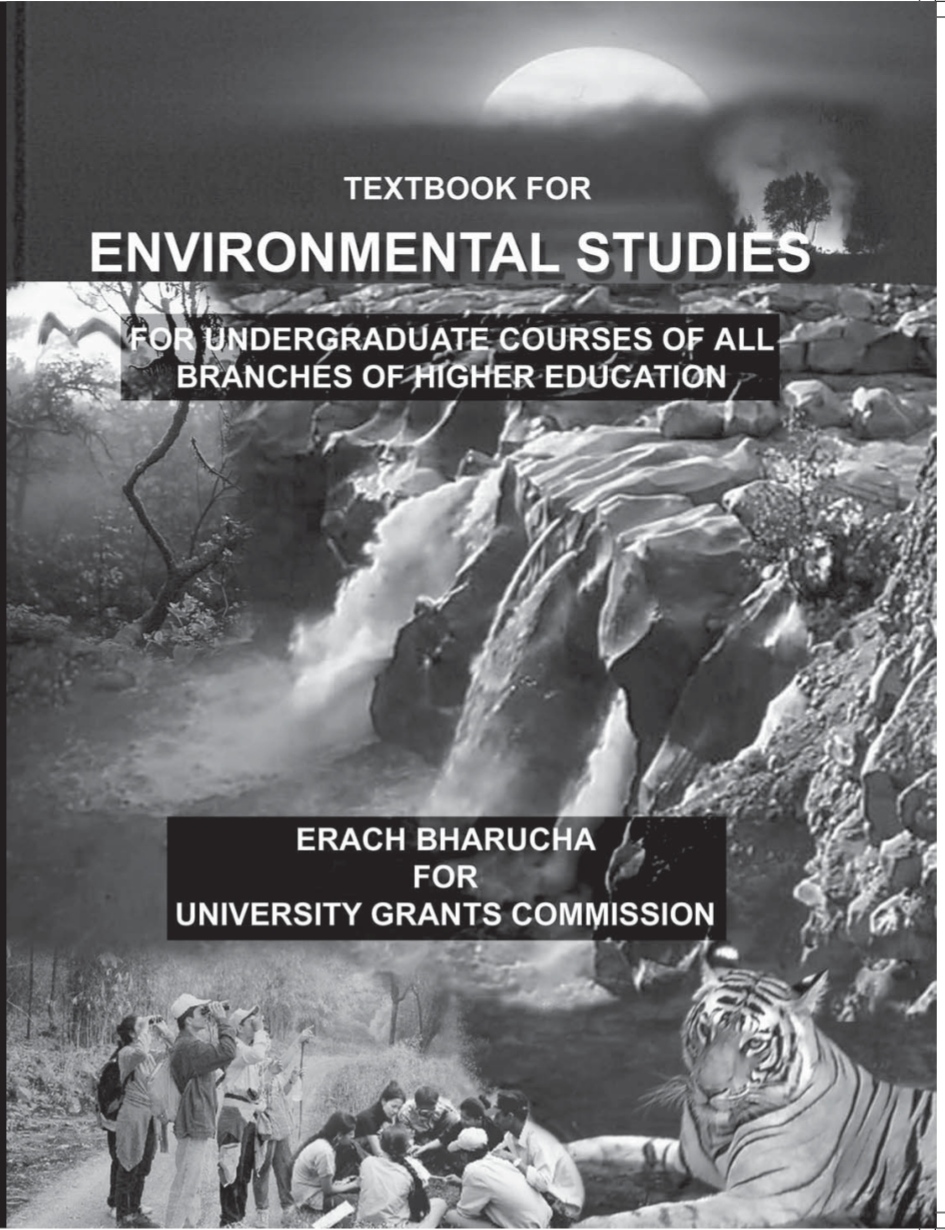 TEXTBOOK FOR
ENVIRONMENTAL STUDIES
FOR UNDERGRADUATE COURSES OF ALL
BRANCHES OF HIGHER EDUCATION
ERACH BHARUCHA
FOR
UNIVERSITY GRANTS COMMISSION